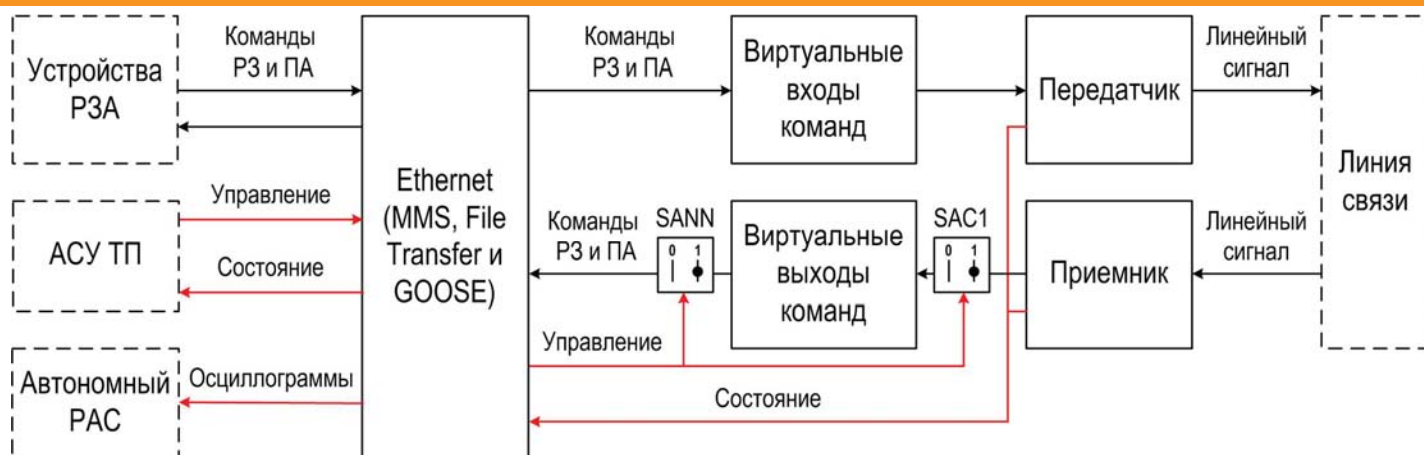 Устройства
РЗА
Команды
РЗ и ПА
Команды
РЗ и ПА
Виртуальные
входы
команд
Передатчик
Линейный
сигнал
Линия
связи
АСУ ТП
Управление
Состояние
Ethernet
(MMS, File
Transfer и
GOOSE)
Команды
РЗ и ПА
SANN
0 1
Виртуальные
выходы
команд
SAC1
0 1
Приемник
Линейный
сигнал
Управление
Автономный
РАС
Осциллограммы
Состояние